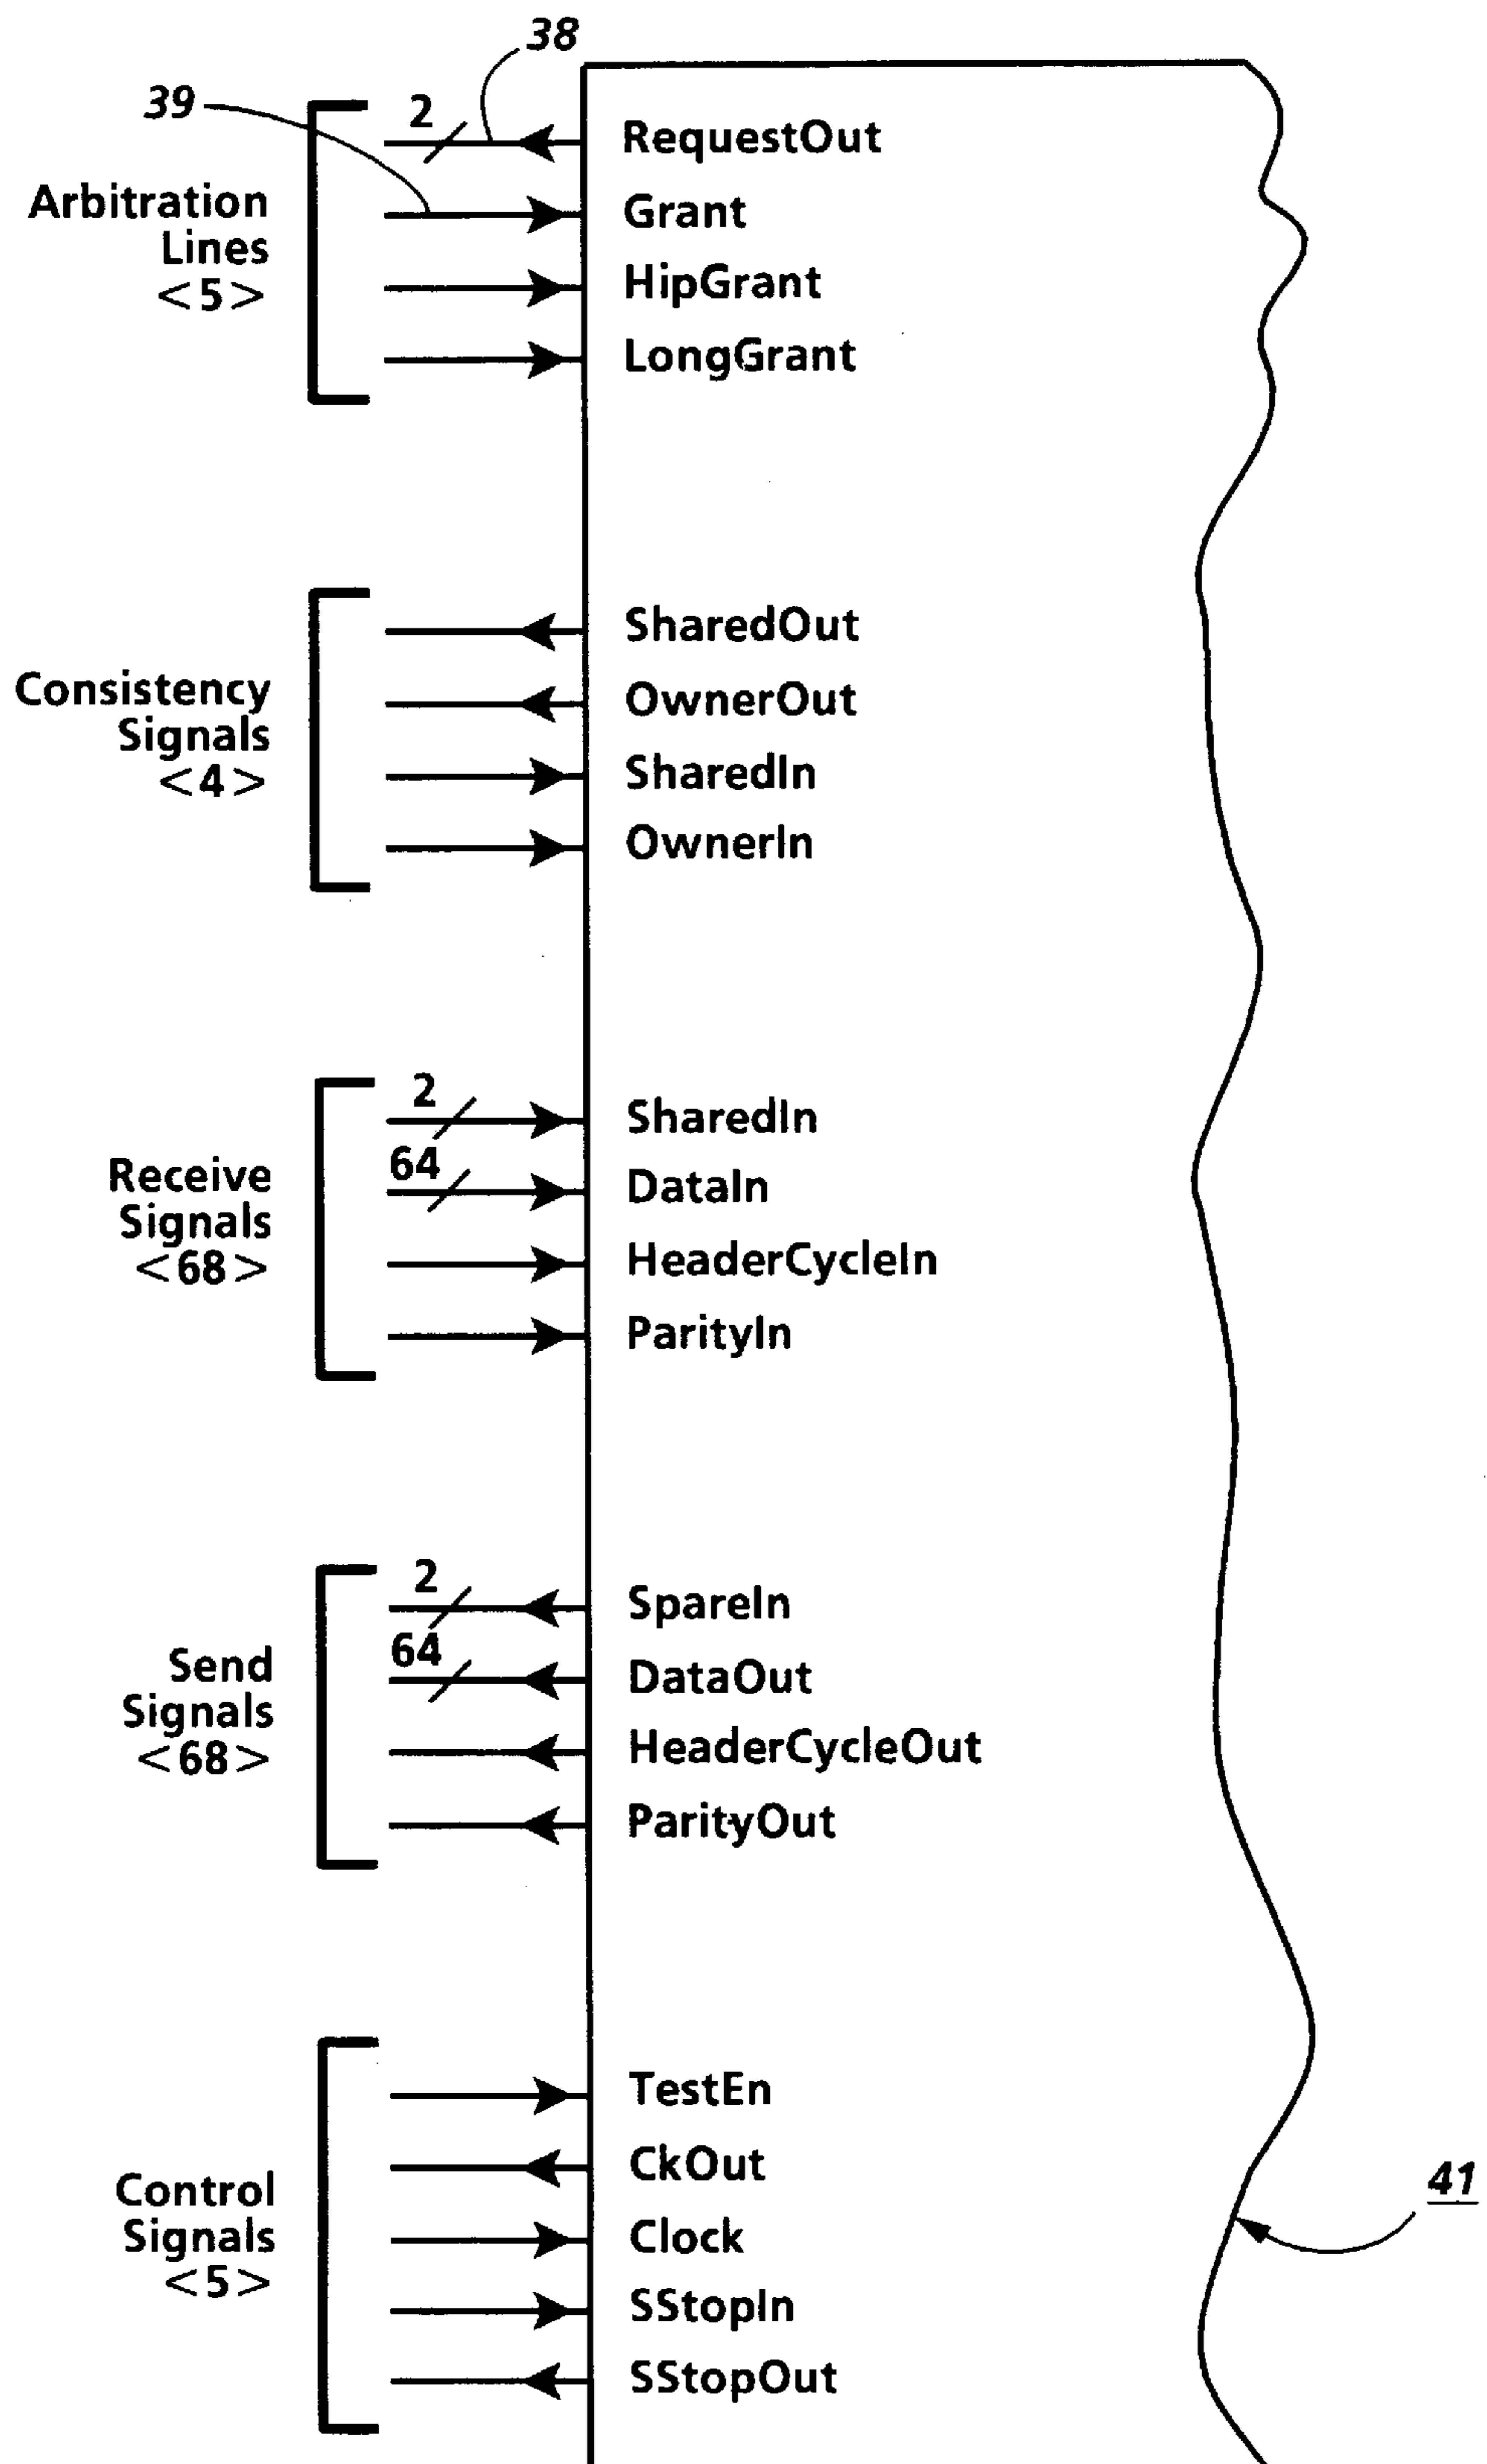 38
39
2
RequestOut
Arbitration
Lines
<5>
Grant
HipGrant
LongGrant
Consistency
Signals
<4>
SharedOut
OwnerOut
SharedIn
OwnerIn
Receive
Signals
<68>
2
SharedIn
64
DataIn
HeaderCycleIn
ParityIn
Send
Signals
<68>
2
SpareIn
64
DataOut
HeaderCycleOut
ParityOut
Control
Signals
<5>
TestEn
CkOut
Clock
SStopIn
SStopOut
41